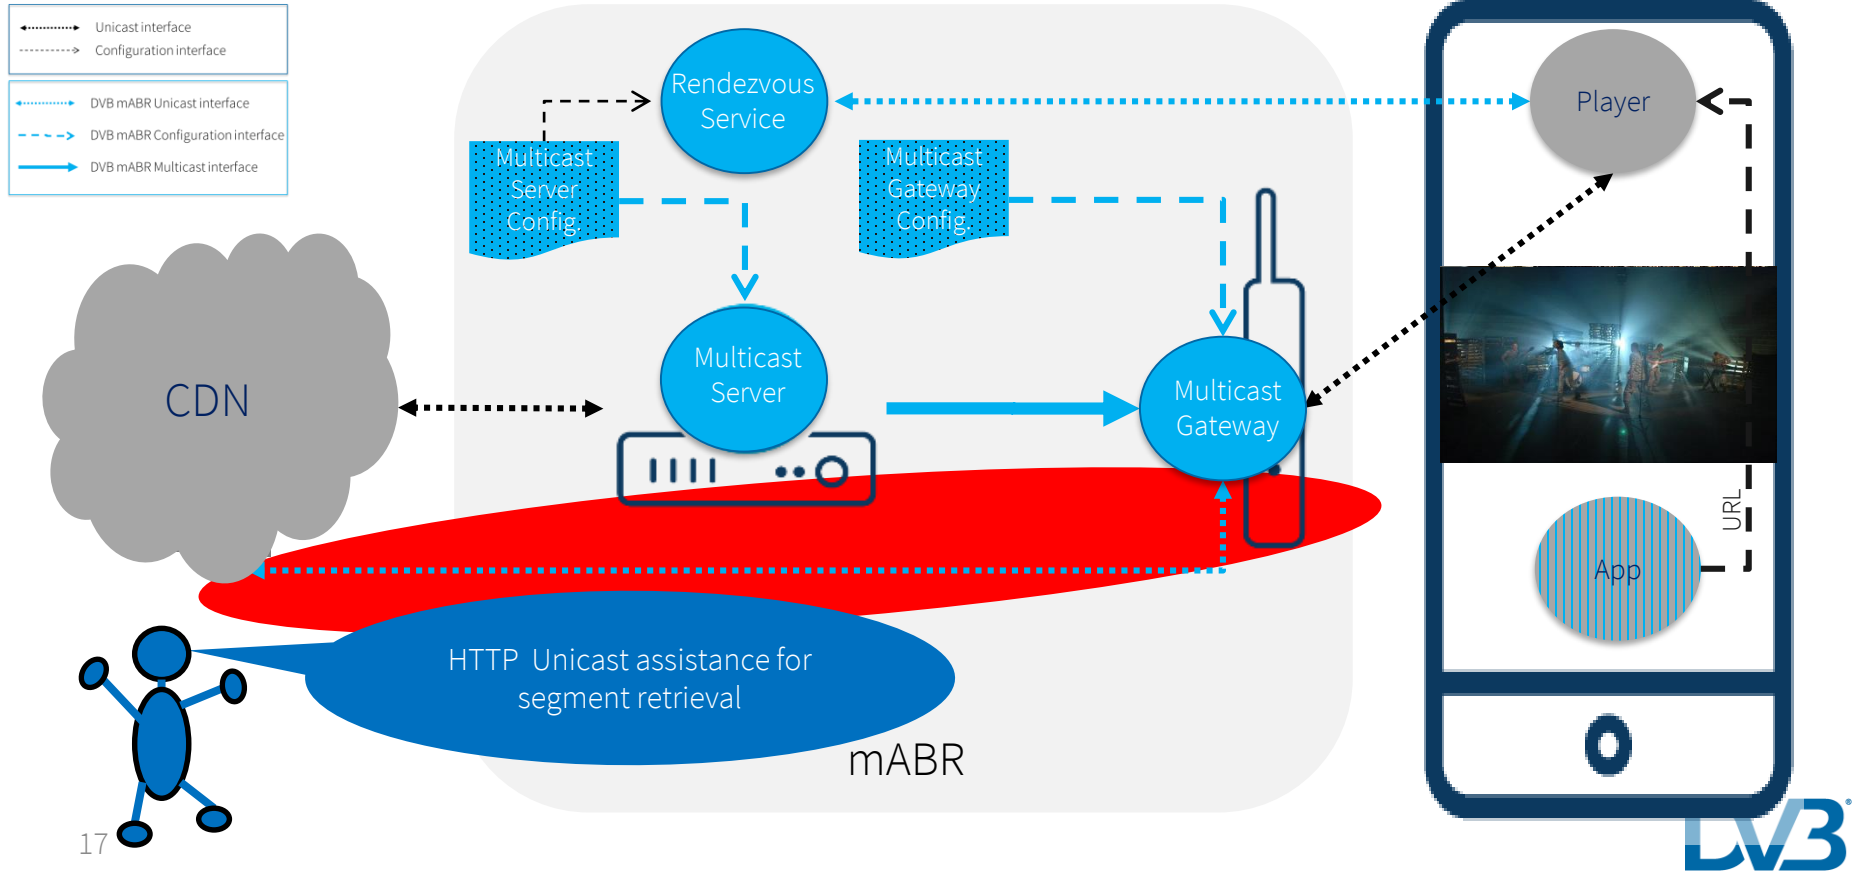 Unicast interface
Configuration interface
DVB mABR Unicast interface
DVB mABR Configuration interface
DVB mABR Multicast interface
Rendezvous
Service
Multicast
Server
Config.
Multicast
Gateway
Config.
Player
CDN
Multicast
Server
Multicast
Gateway
URL
App
HTTP Unicast assistance for
segment retrieval
mABR
17
DVB®